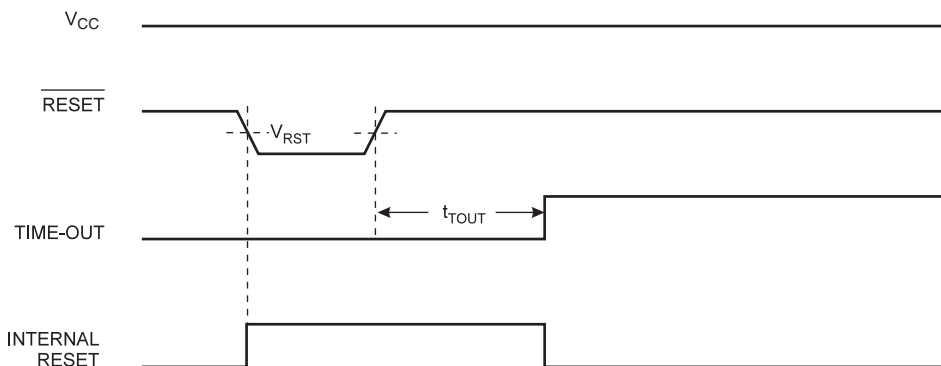 VCC
RESET
VRST
tTOUT
TIME-OUT
INTERNAL
RESET